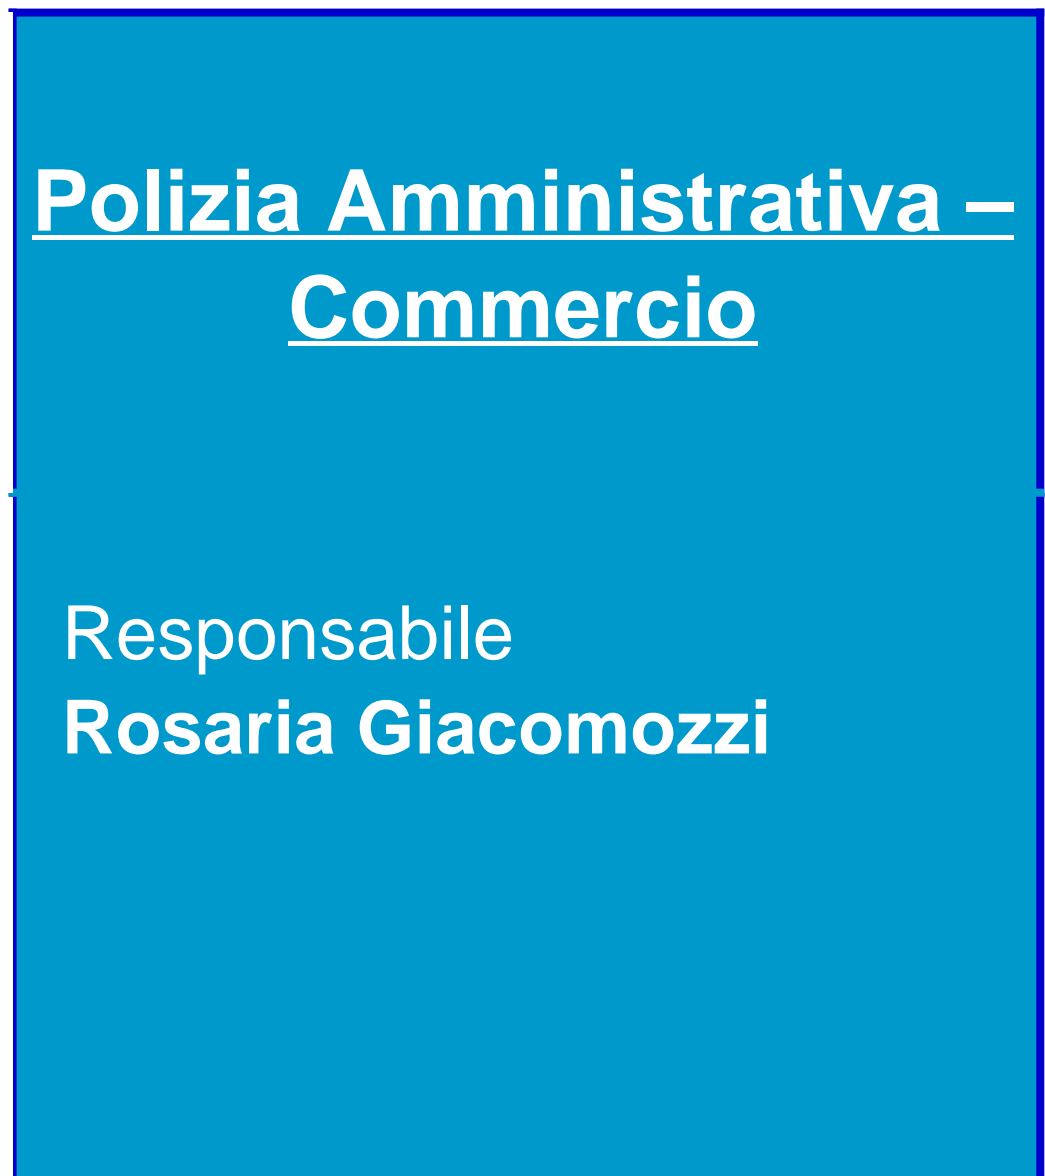 Polizia Amministrativa –
Commercio
Responsabile
Rosaria Giacomozzi